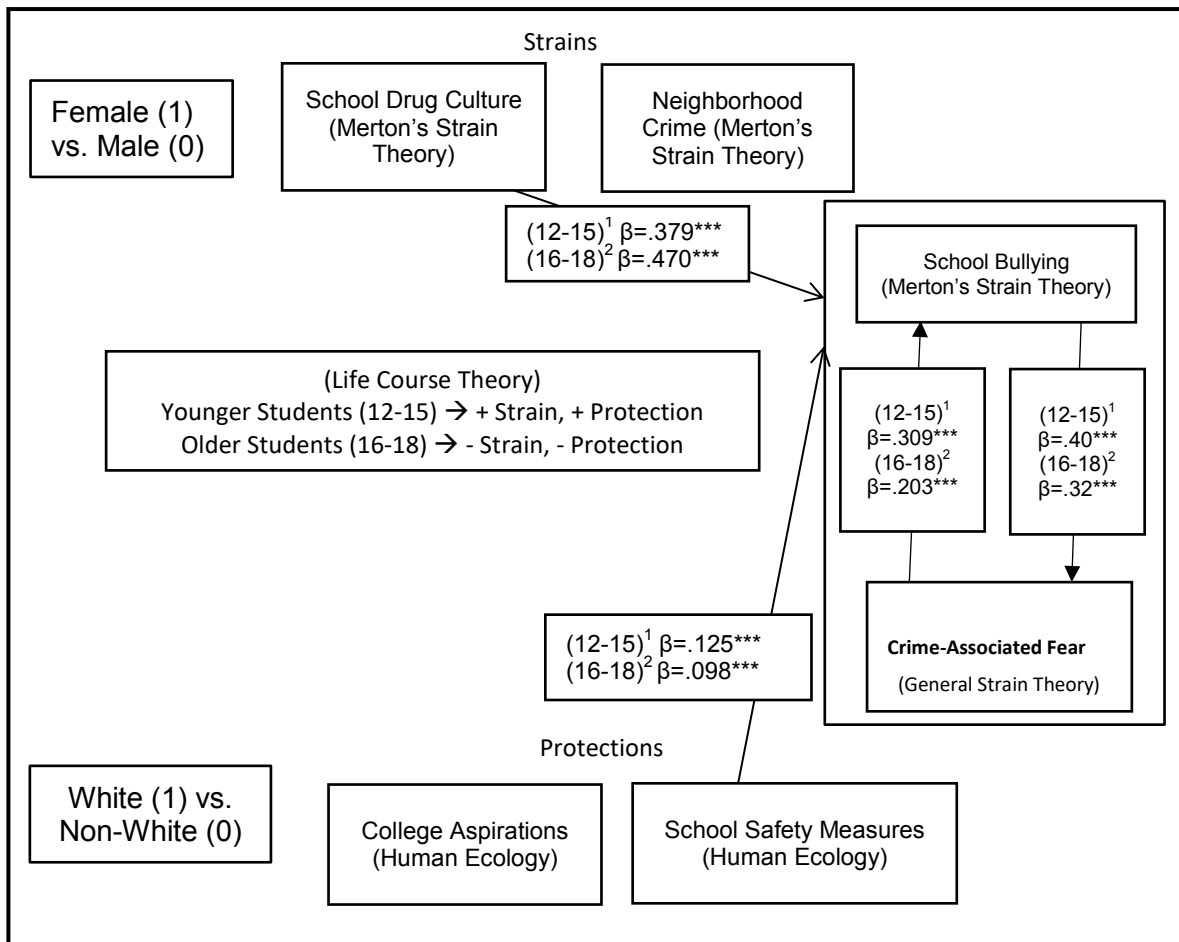 Strains
Female (1)
vs. Male (0)
School Drug Culture
(Merton’s Strain
Theory)
Neighborhood
Crime (Merton’s
Strain Theory)
(12-15)¹ β=.379***
(16-18)² β=.470***
School Bullying
(Merton’s Strain Theory)
(Life Course Theory)
Younger Students (12-15) → + Strain, + Protection
Older Students (16-18) → - Strain, - Protection
(12-15)¹
β=.309***
(16-18)²
β=.203***
(12-15)¹
β=.40***
(16-18)²
β=.32***
Crime-Associated Fear
(General Strain Theory)
(12-15)¹ β=.125***
(16-18)² β=.098***
Protections
White (1) vs.
Non-White (0)
College Aspirations
(Human Ecology)
School Safety Measures
(Human Ecology)